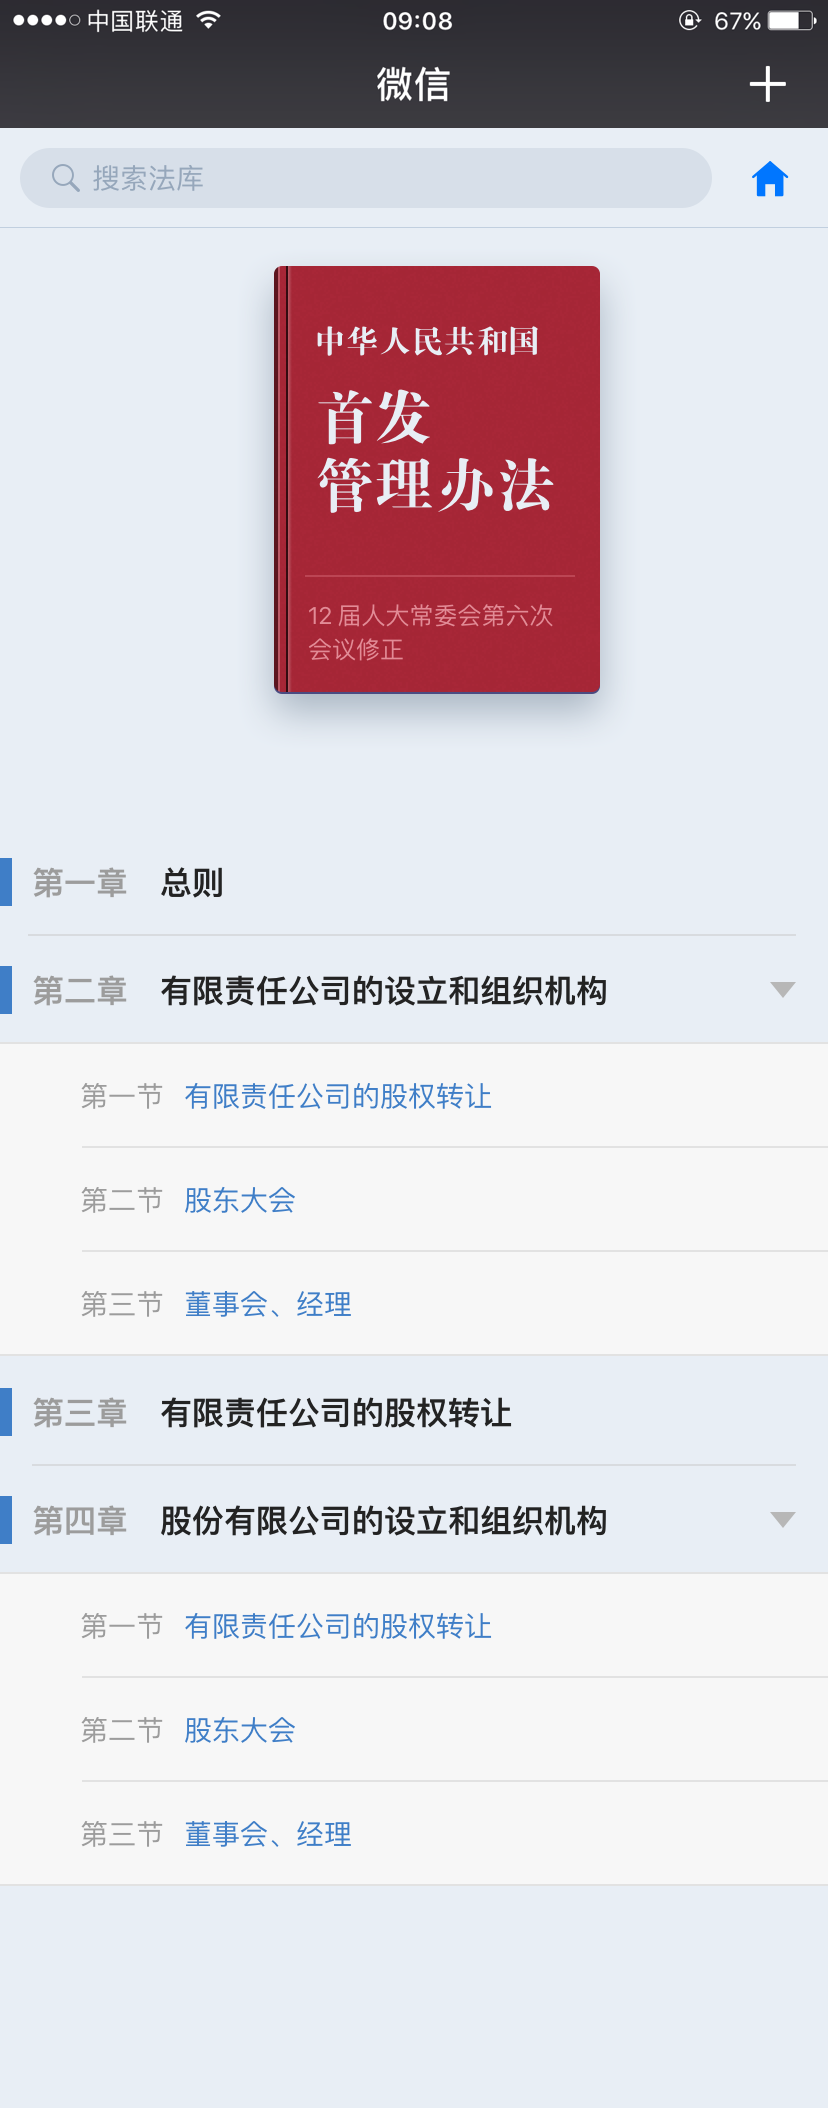 中国联通 09:08 67%
微信
搜索法库
中华人民共和国
首发
管理办法
12 届人大常委会第六次
会议修正
第一章 总则
第二章 有限责任公司的设立和组织机构
第一节 有限责任公司的股权转让
第二节 股东大会
第三节 董事会、经理
第三章 有限责任公司的股权转让
第四章 股份有限公司的设立和组织机构
第一节 有限责任公司的股权转让
第二节 股东大会
第三节 董事会、经理